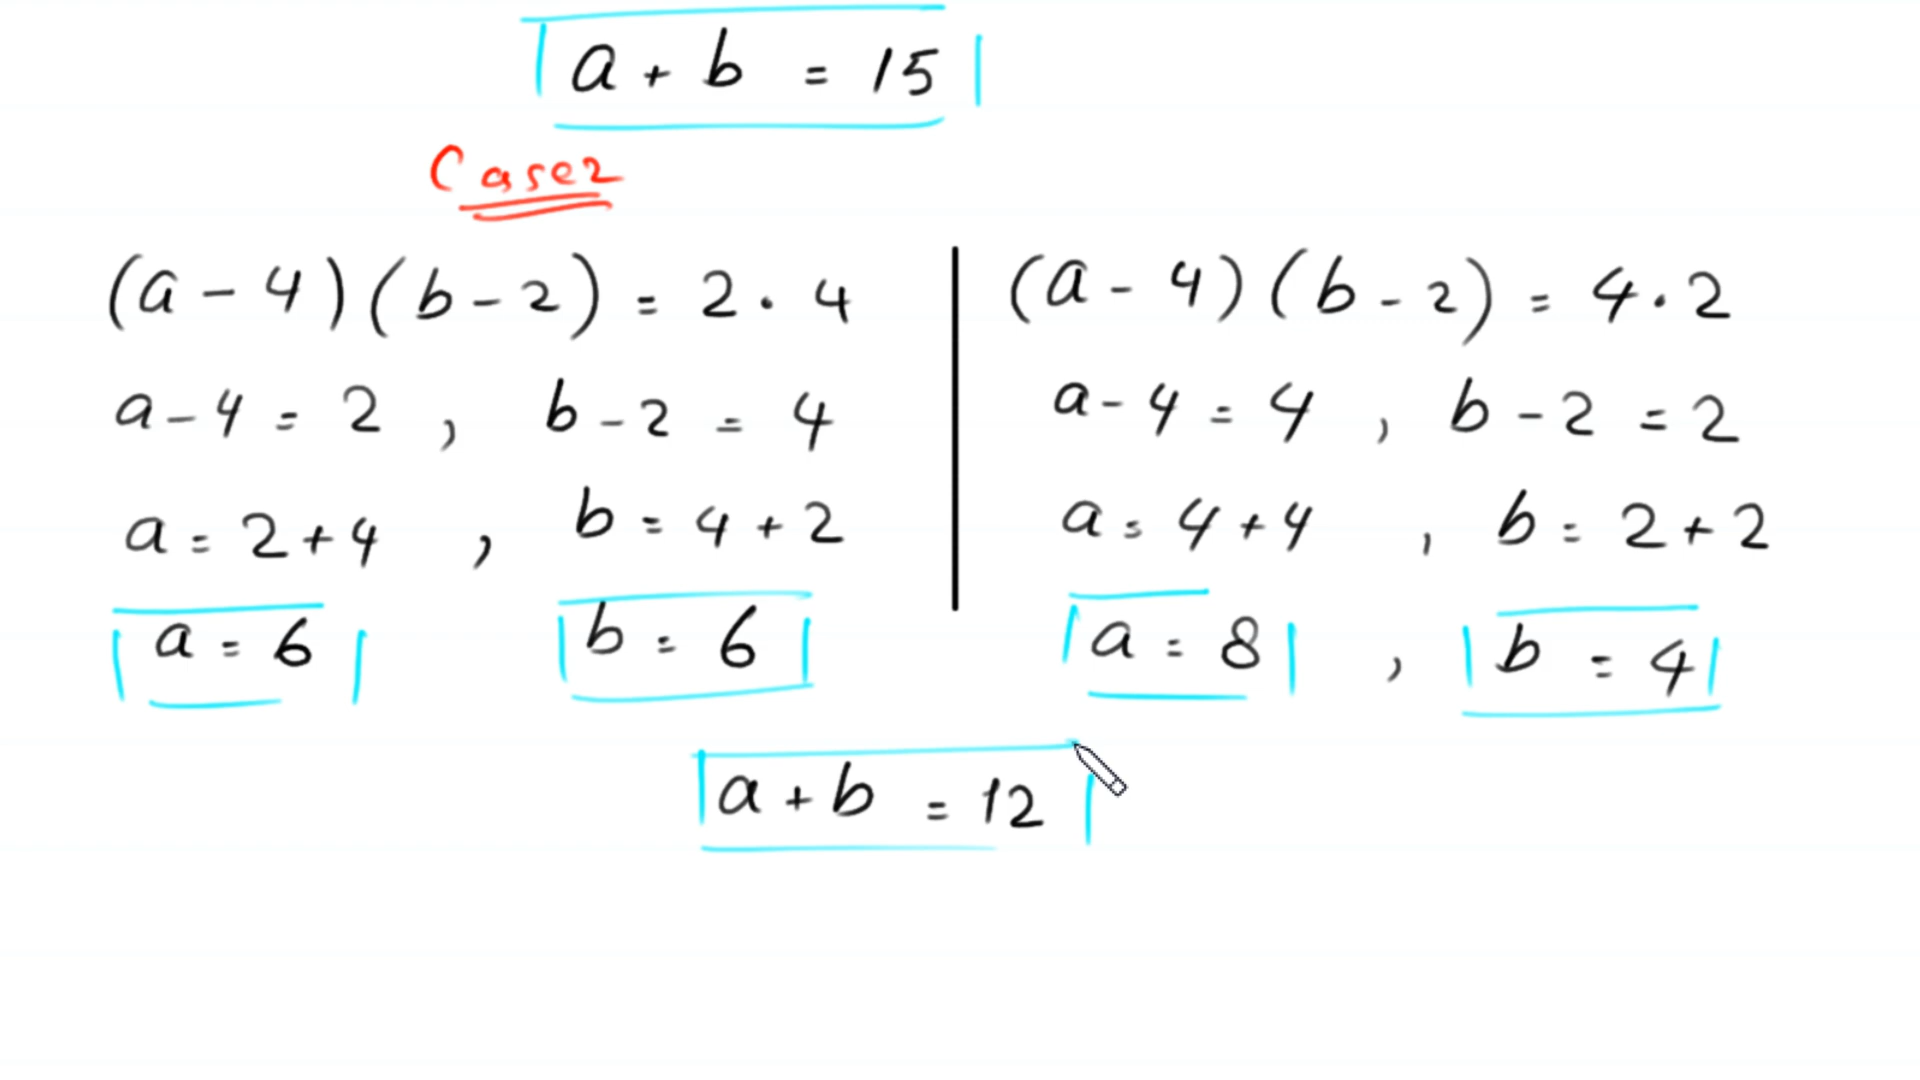 a + b = 15
Case2
(a - 4)(b - 2) = 2 · 4
a - 4 = 2 , b - 2 = 4
a = 2 + 4 , b = 4 + 2
a = 6 b = 6
(a - 4)(b - 2) = 4 · 2
a - 4 = 4 , b - 2 = 2
a = 4 + 4 , b = 2 + 2
a = 8 , b = 4
a + b = 12